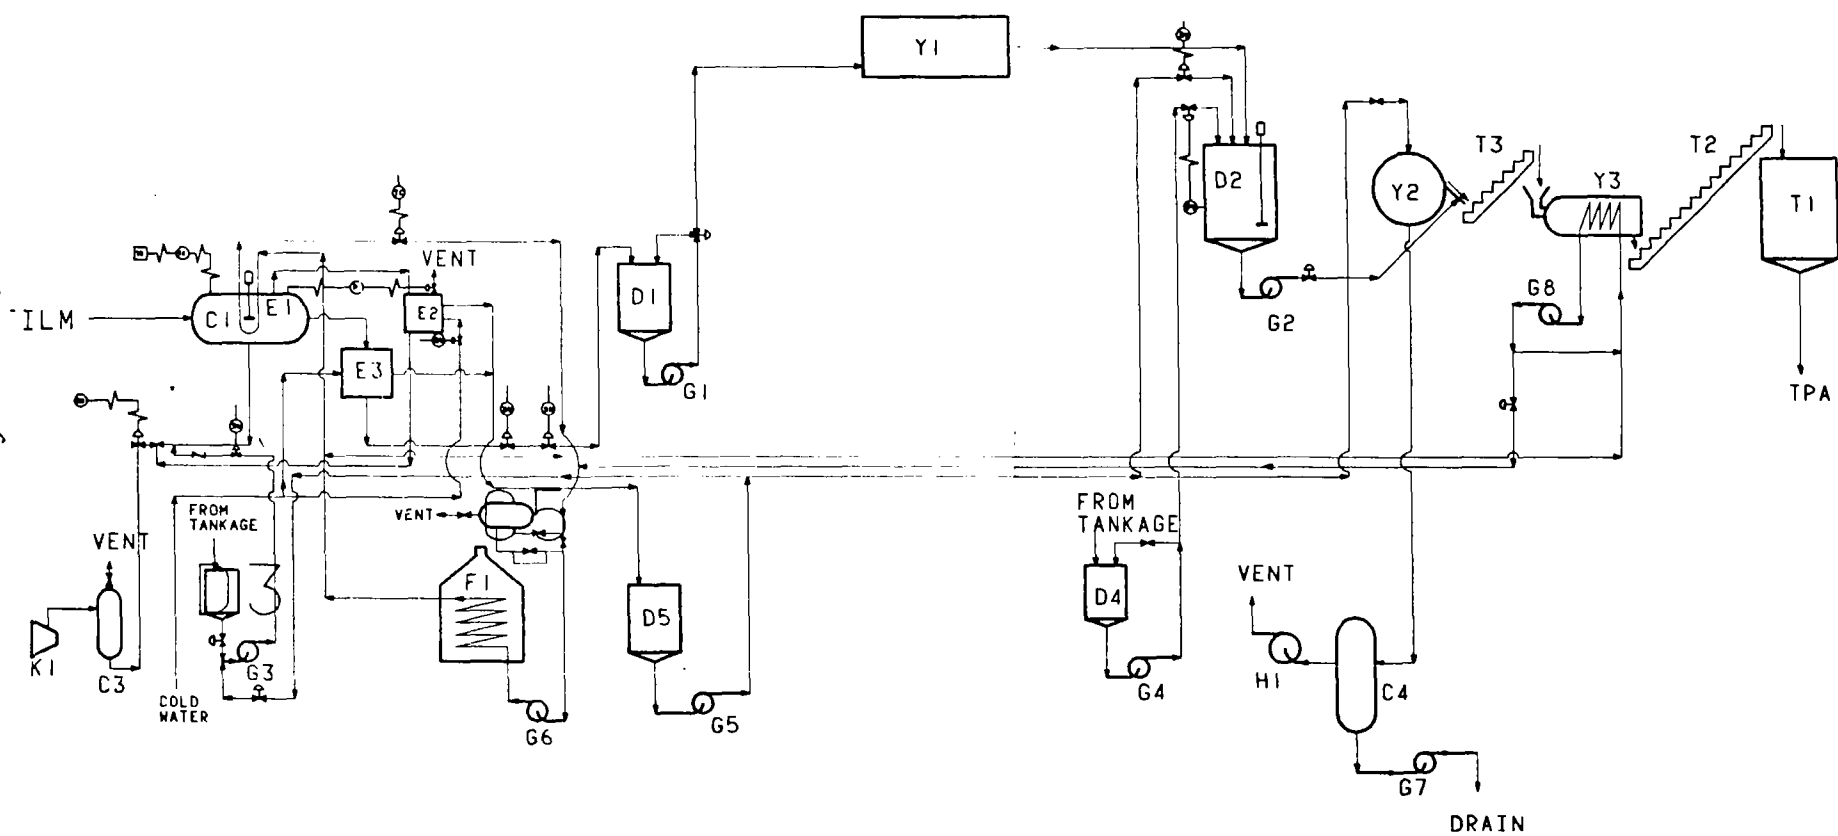 Y1
T3
T2
D2
Y2
Y3
T1
VENT
D1
E1
C1
E2
ILM
G8
G2
E3
G1
TPA
FROM
TANKAGE
VENT
FROM
TANKAGE
VENT
F1
3
D5
D4
VENT
K1
C3
G3
COLD
WATER
G6
G5
G4
H1
C4
G7
DRAIN